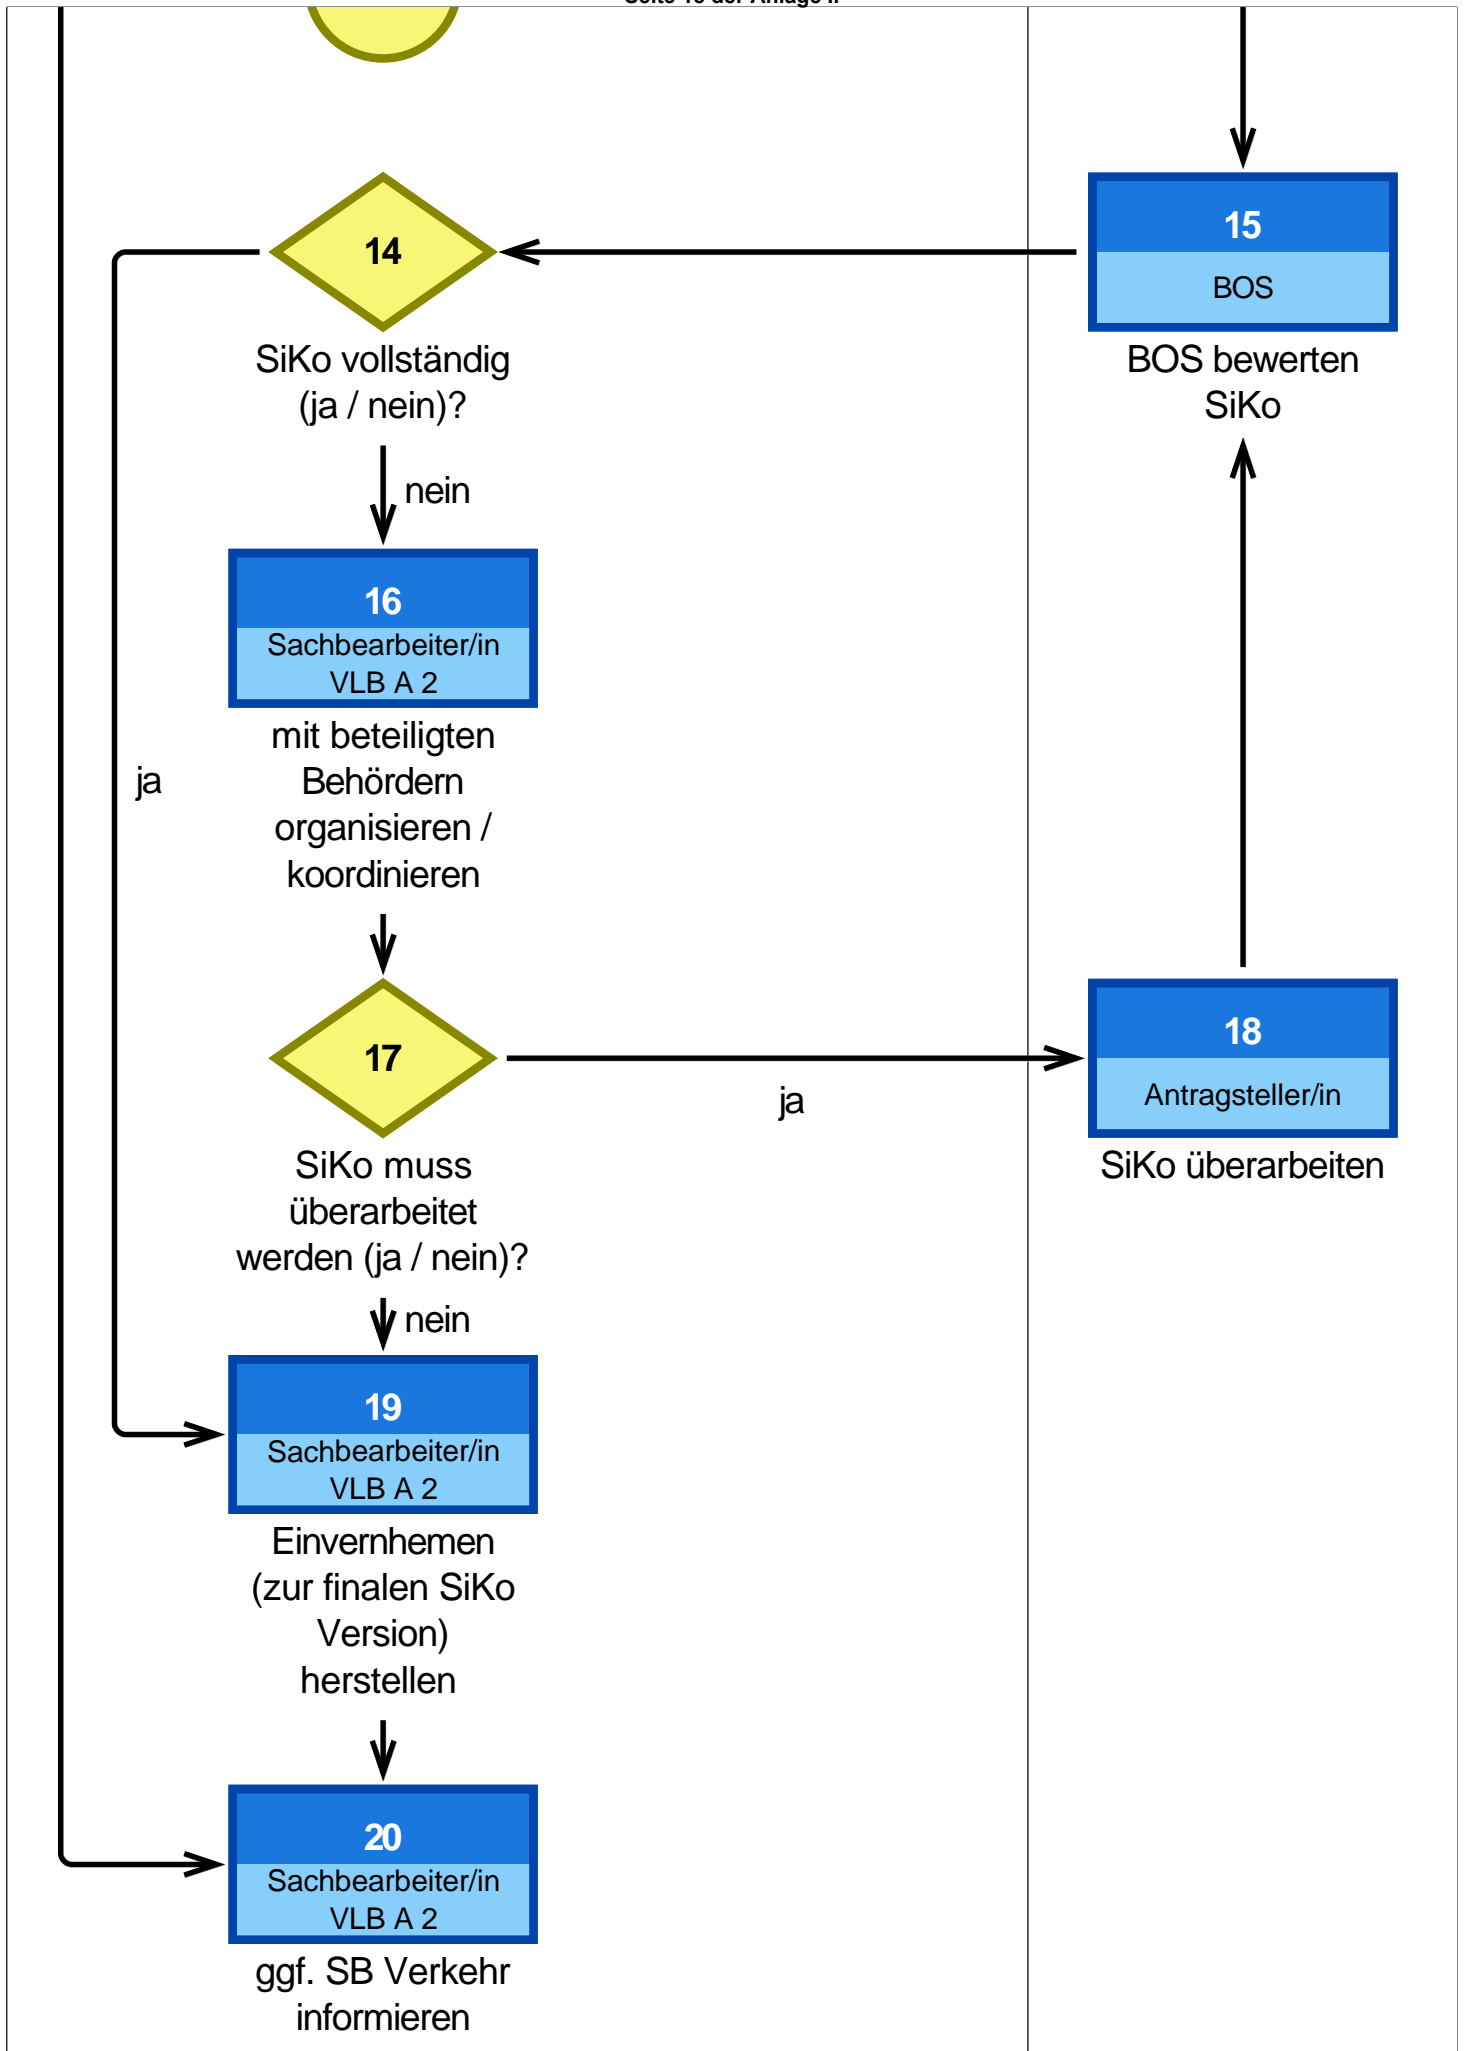 14
15
BOS
SiKo vollständig
(ja / nein)?
BOS bewerten
SiKo
nein
16
Sachbearbeiter/in
VLB A 2
mit beteiligten
Behördern
organisieren /
koordinieren
ja
17
ja
18
Antragsteller/in
SiKo muss
überarbeitet
werden (ja / nein)?
SiKo überarbeiten
nein
19
Sachbearbeiter/in
VLB A 2
Einvernhemen
(zur finalen SiKo
Version)
herstellen
20
Sachbearbeiter/in
VLB A 2
ggf. SB Verkehr
informieren